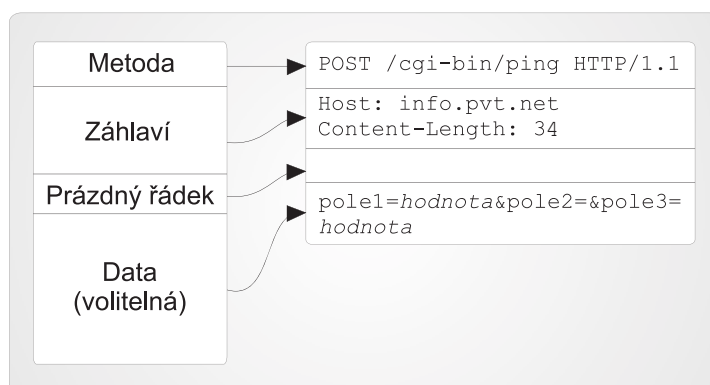 Metoda
Záhlaví
Prázdný řádek
Data
(volitelná)
POST /cgi-bin/ping HTTP/1.1
Host: info.pvt.net
Content-Length: 34
pole1=hodnota&pole2=&pole3=
hodnota